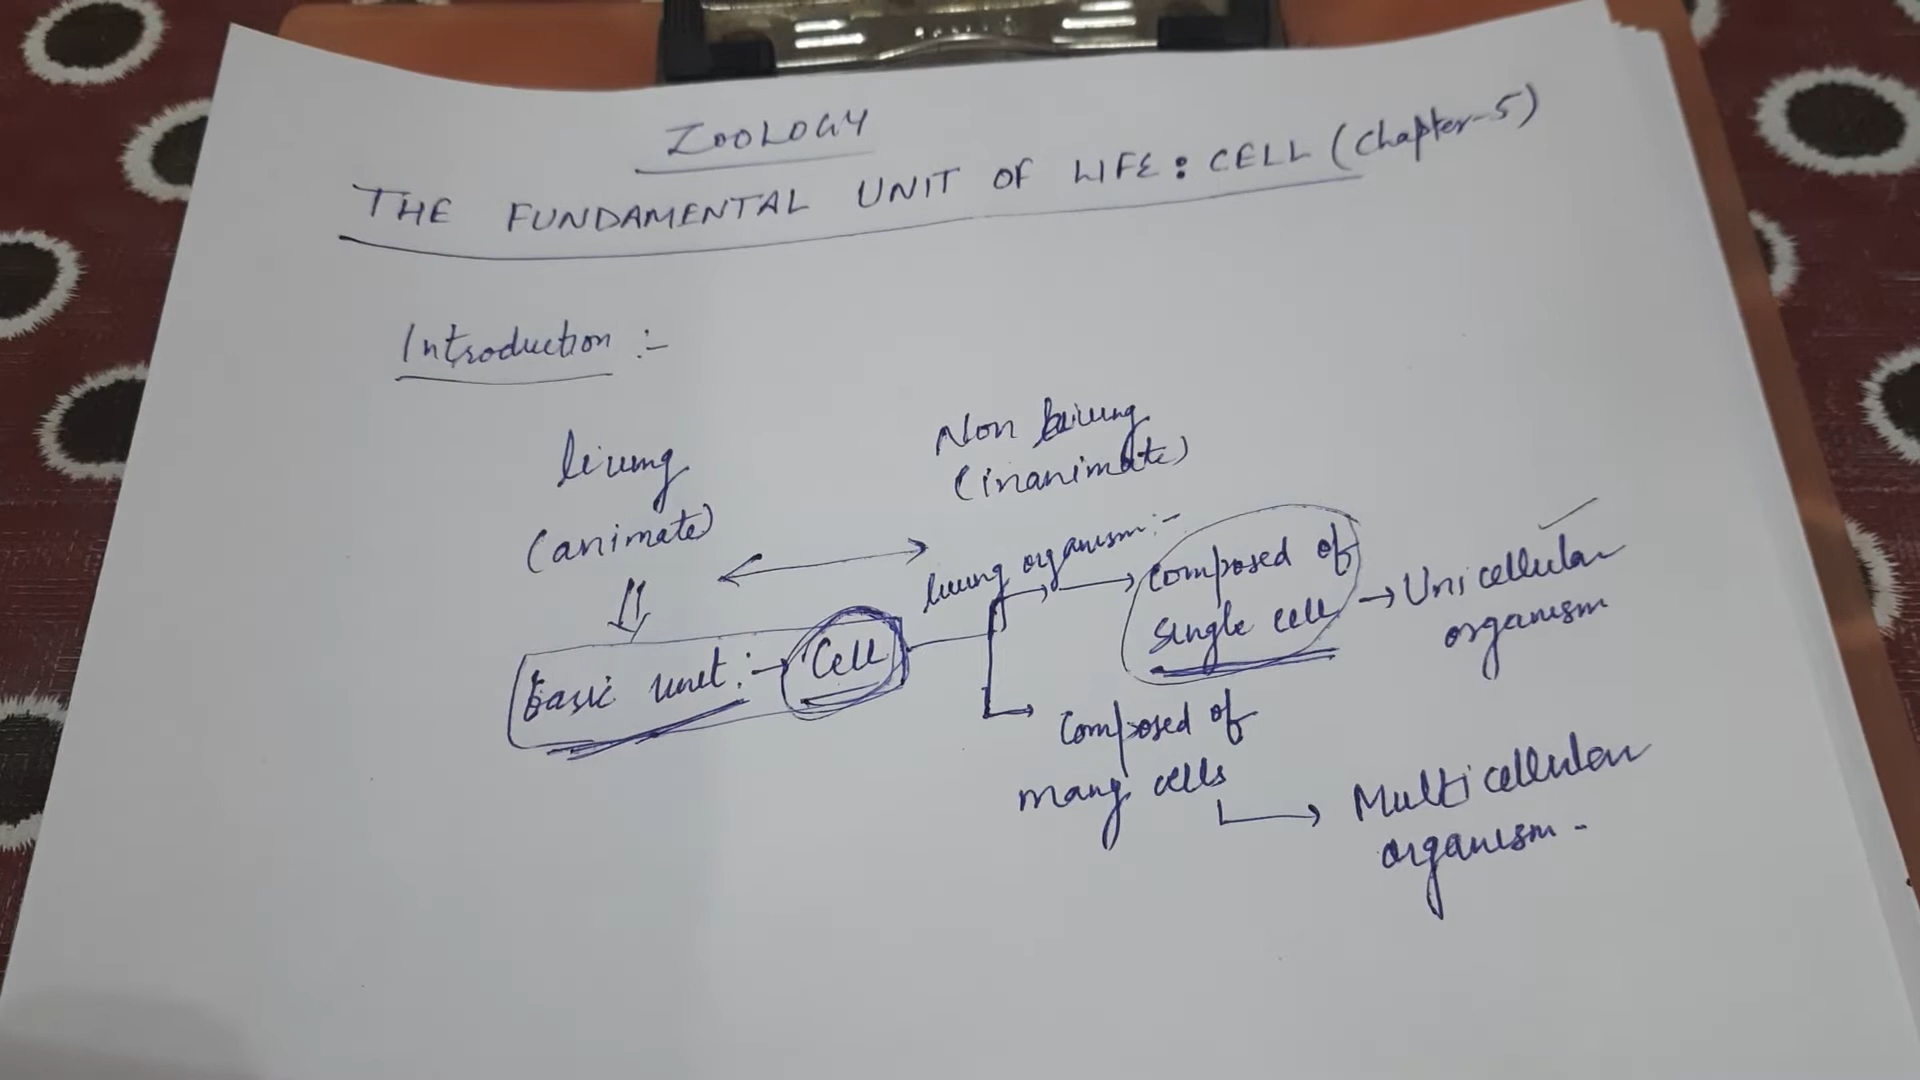 ZOOLOGY
THE FUNDAMENTAL UNIT OF LIFE: CELL (Chapter-5)
Introduction :-
living
(animate)
Non living
(inanimate)
living organism :-
Basic unit :- Cell
Composed of
single cell → Unicellular
organism
Composed of
many cells
Multicellular
organism -